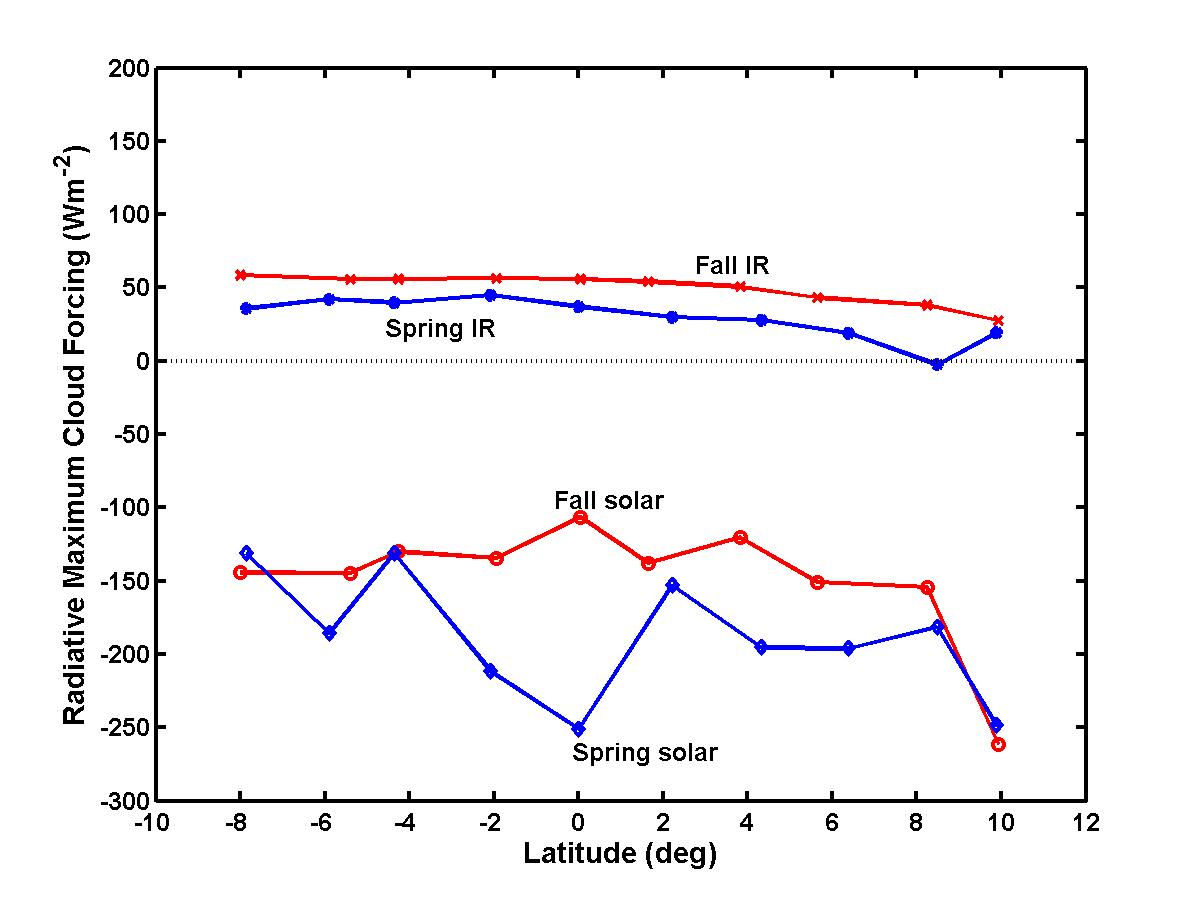 Radiative Maximum Cloud Forcing (Wm⁻²)
200
150
100
50
0
-50
-100
-150
-200
-250
-300
Fall IR
Spring IR
Fall solar
Spring solar
-10 -8 -6 -4 -2 0 2 4 6 8 10 12
Latitude (deg)